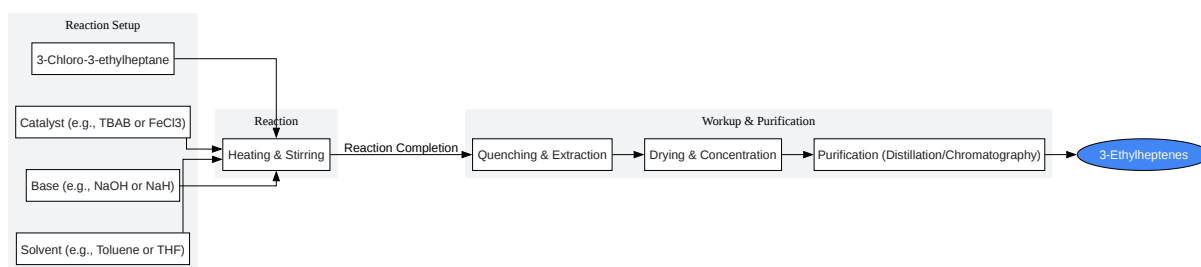 Reaction Setup
3-Chloro-3-ethylheptane
Catalyst (e.g., TBAB or FeCl3)
Base (e.g., NaOH or NaH)
Solvent (e.g., Toluene or THF)
Reaction
Heating & Stirring
Reaction Completion
Workup & Purification
Quenching & Extraction
Drying & Concentration
Purification (Distillation/Chromatography)
3-Ethylheptenes